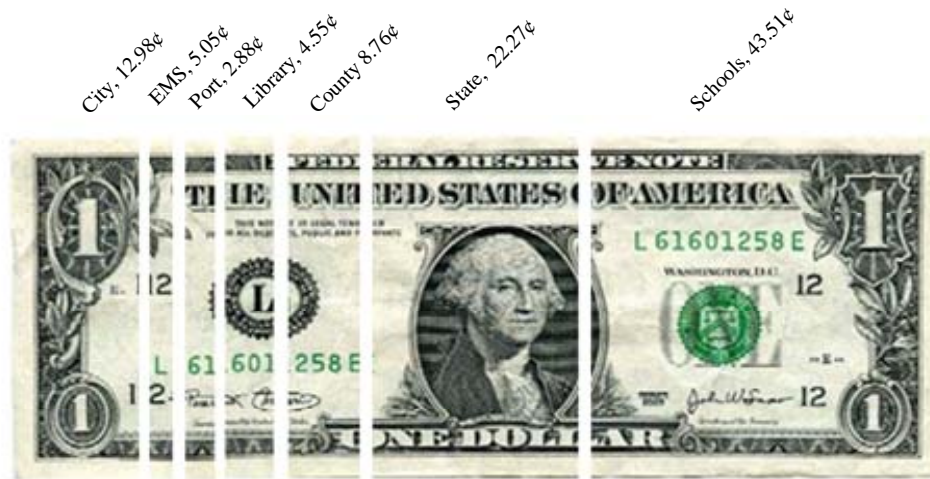 City, 12.98¢
EMS, 5.05¢
Port, 2.88¢
Library, 4.55¢
County 8.76¢
State, 22.27¢
Schools, 43.51¢
FEDERAL RESERVE NOTE
THE UNITED STATES OF AMERICA
L 61601258 E
WASHINGTON, D.C.
1
1
12
12
L 61601258 E
12
12
ONE DOLLAR
1
1